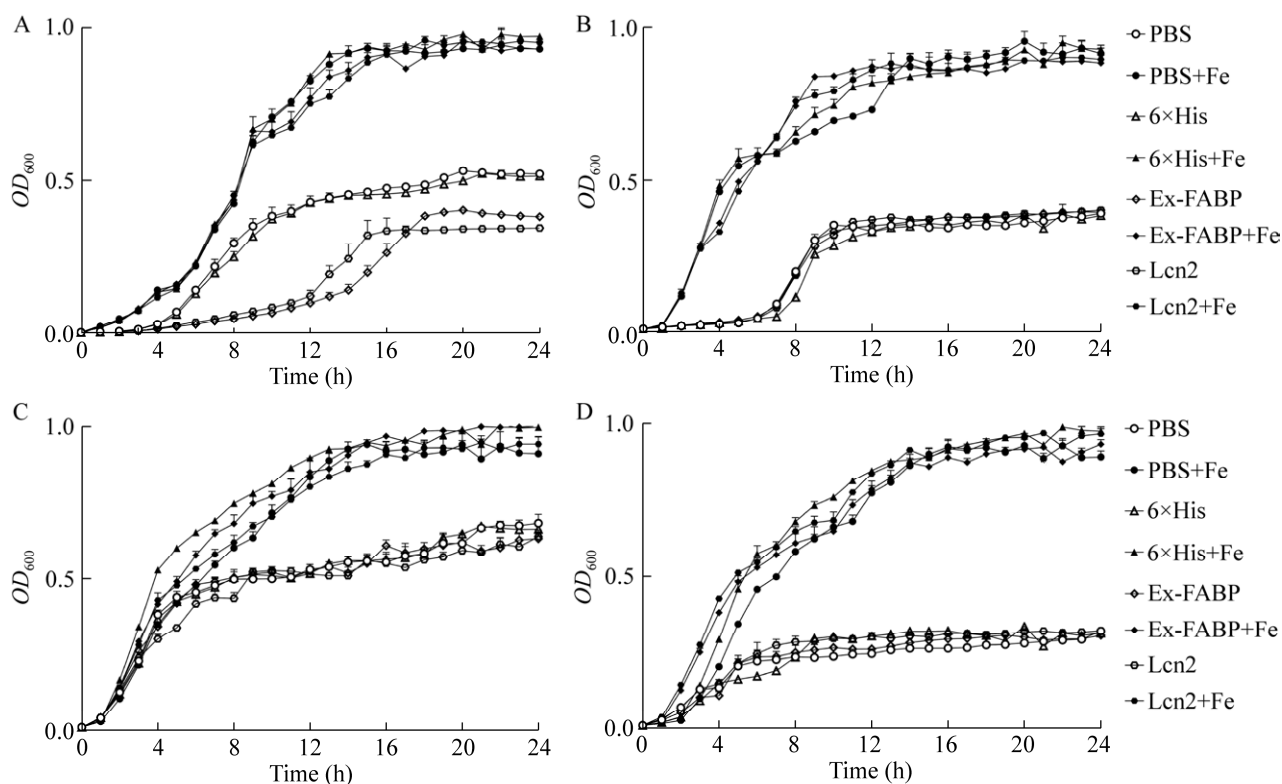 A
1.0
0.5
0.0
OD600
0 4 8 12 16 20 24
Time (h)
B
1.0
0.5
0.0
OD600
0 4 8 12 16 20 24
Time (h)
PBS
PBS+Fe
6×His
6×His+Fe
Ex-FABP
Ex-FABP+Fe
Lcn2
Lcn2+Fe
C
1.0
0.5
0.0
OD600
0 4 8 12 16 20 24
Time (h)
D
1.0
0.5
0.0
OD600
0 4 8 12 16 20 24
Time (h)
PBS
PBS+Fe
6×His
6×His+Fe
Ex-FABP
Ex-FABP+Fe
Lcn2
Lcn2+Fe